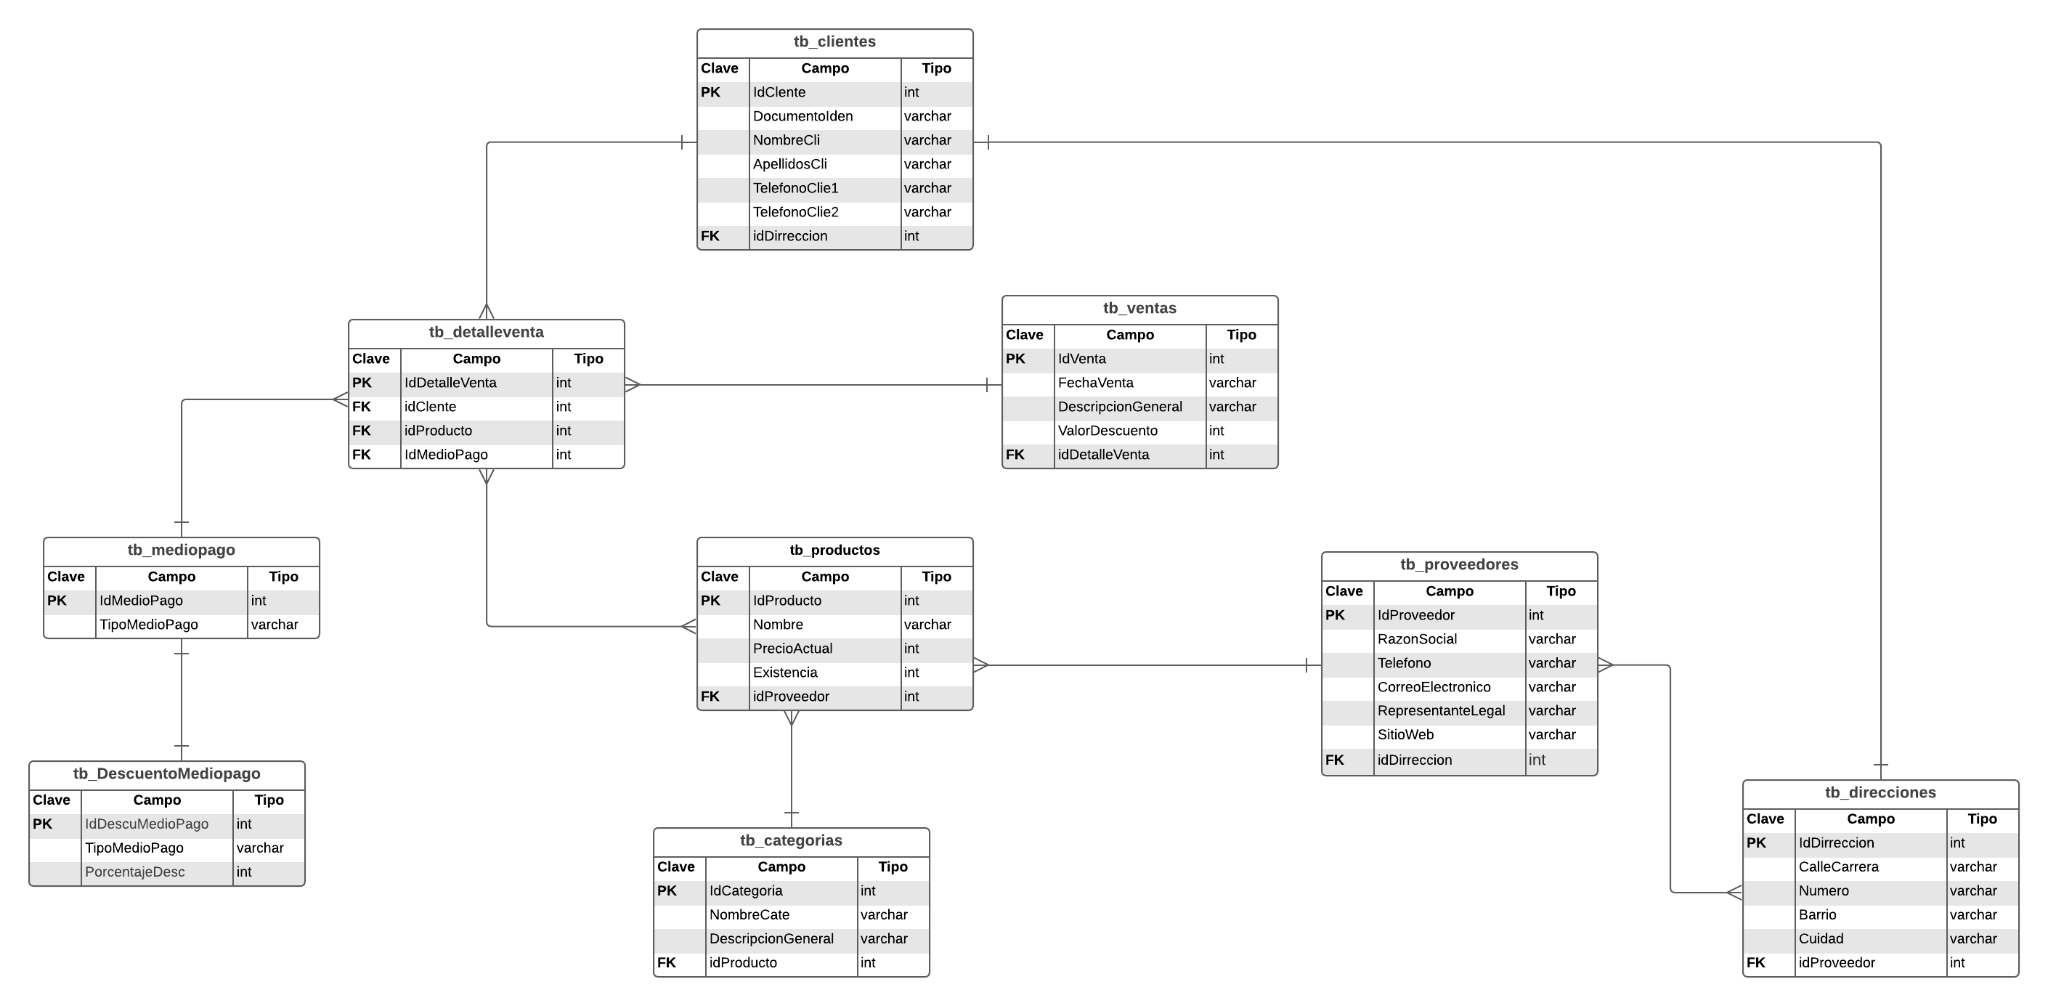 tb_clientes
Clave Campo Tipo
PK IdClente int
DocumentoIden varchar
NombreCli varchar
ApellidosCli varchar
TelefonoClie1 varchar
TelefonoClie2 varchar
FK idDirreccion int
tb_ventas
Clave Campo Tipo
PK IdVenta int
FechaVenta varchar
DescripcionGeneral varchar
ValorDescuento int
FK idDetalleVenta int
tb_detalleventa
Clave Campo Tipo
PK IdDetalleVenta int
FK idClente int
FK idProducto int
FK IdMedioPago int
tb_mediopago
Clave Campo Tipo
PK IdMedioPago int
TipoMedioPago varchar
tb_productos
Clave Campo Tipo
PK IdProducto int
Nombre varchar
PrecioActual int
Existencia int
FK idProveedor int
tb_proveedores
Clave Campo Tipo
PK IdProveedor int
RazonSocial varchar
Telefono varchar
CorreoElectronico varchar
RepresentanteLegal varchar
SitioWeb varchar
FK idDirreccion int
tb_DescuentoMediopago
Clave Campo Tipo
PK IdDescuMedioPago int
TipoMedioPago varchar
PorcentajeDesc int
tb_categorias
Clave Campo Tipo
PK IdCategoria int
NombreCate varchar
DescripcionGeneral varchar
FK idProducto int
tb_direcciones
Clave Campo Tipo
PK IdDirreccion int
CalleCarrera varchar
Numero varchar
Barrio varchar
Cuidad varchar
FK idProveedor int